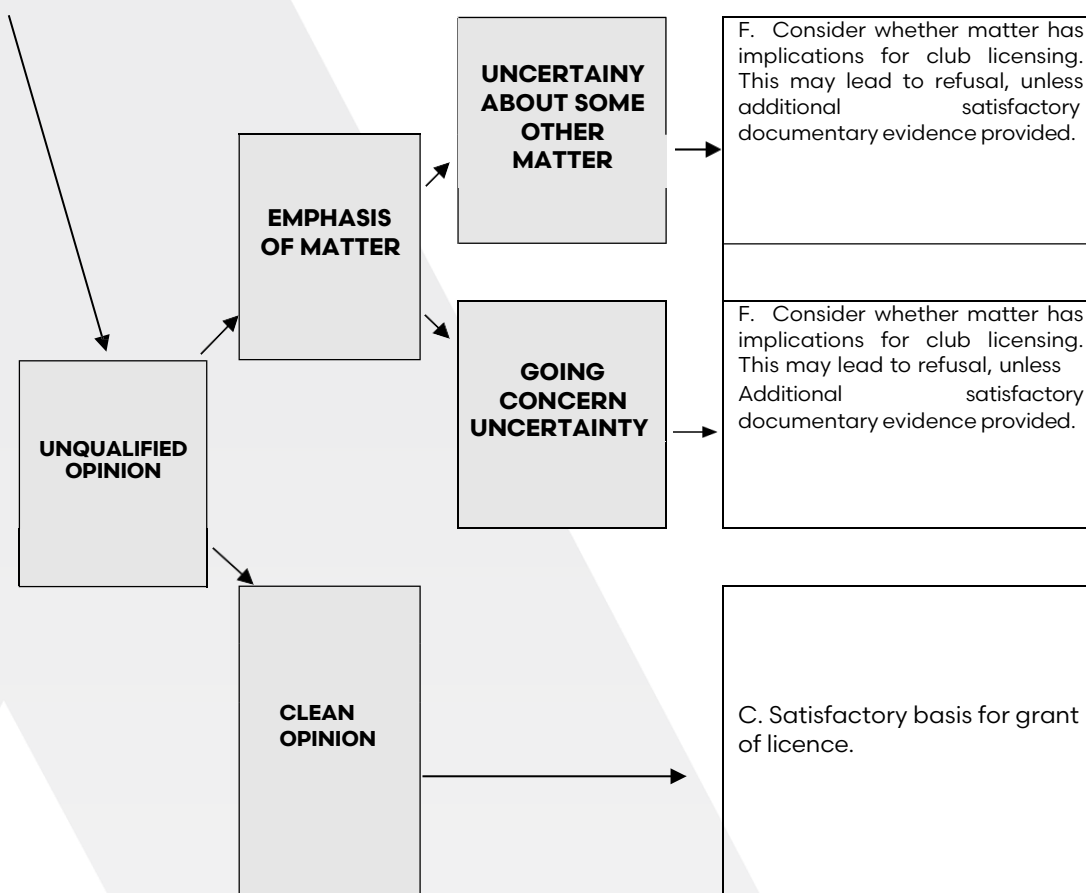 UNCERTAINY
ABOUT SOME
OTHER
MATTER
F. Consider whether matter has
implications for club licensing.
This may lead to refusal, unless
additional satisfactory
documentary evidence provided.
EMPHASIS
OF MATTER
GOING
CONCERN
UNCERTAINTY
F. Consider whether matter has
implications for club licensing.
This may lead to refusal, unless
Additional satisfactory
documentary evidence provided.
UNQUALIFIED
OPINION
CLEAN
OPINION
C. Satisfactory basis for grant
of licence.